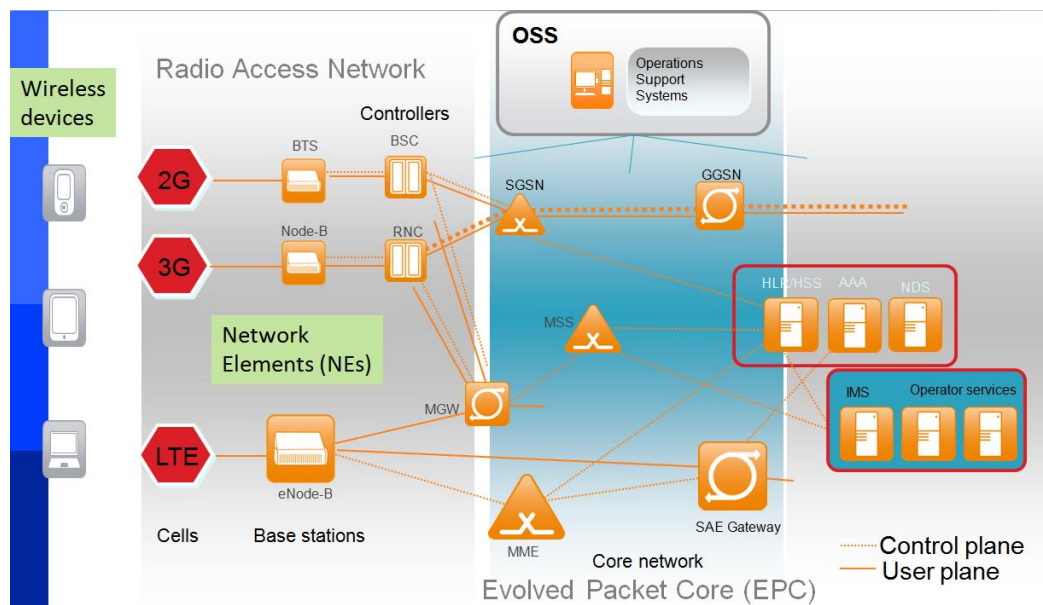 OSS
Operations
Support
Systems
Radio Access Network
Wireless
devices
Controllers
BTS
BSC
2G
SGSN
GGSN
Node-B
RNC
3G
HLR/HSS
AAA
NDS
MSS
Network
Elements (NEs)
IMS
Operator services
MGW
LTE
eNode-B
SAE Gateway
MME
Cells
Base stations
Core network
Control plane
User plane
Evolved Packet Core (EPC)